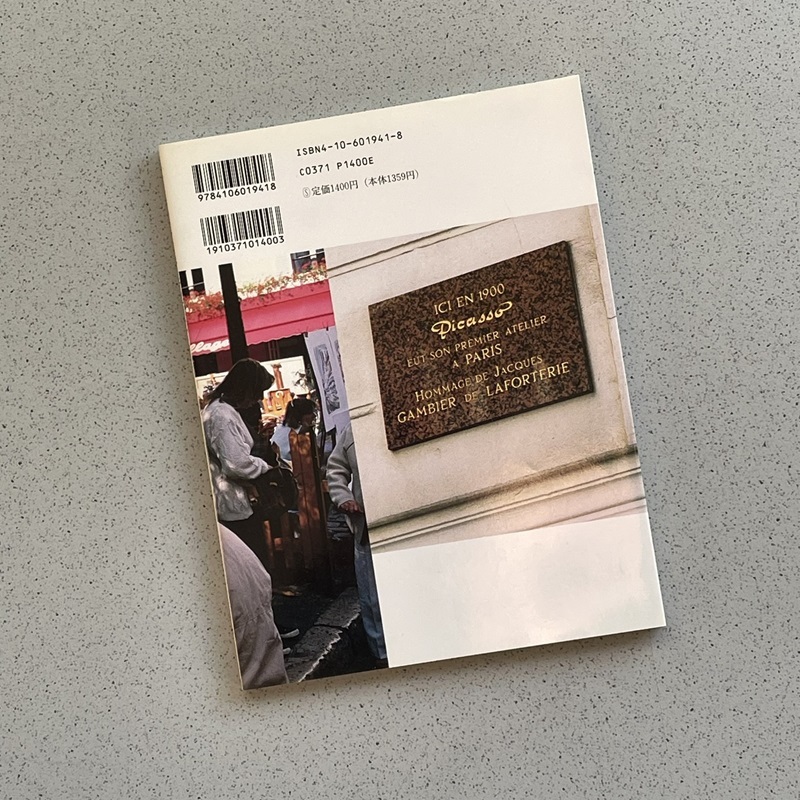 ISBN4-10-601941-8
C0371 P1400E
Ⓢ定価1400円（本体1359円）
9784106019418
1910371014003
ICI EN 1900
Picasso
EUT SON PREMIER ATELIER
A PARIS
HOMMAGE DE JACQUES
GAMBIER DE LAFORTERIE